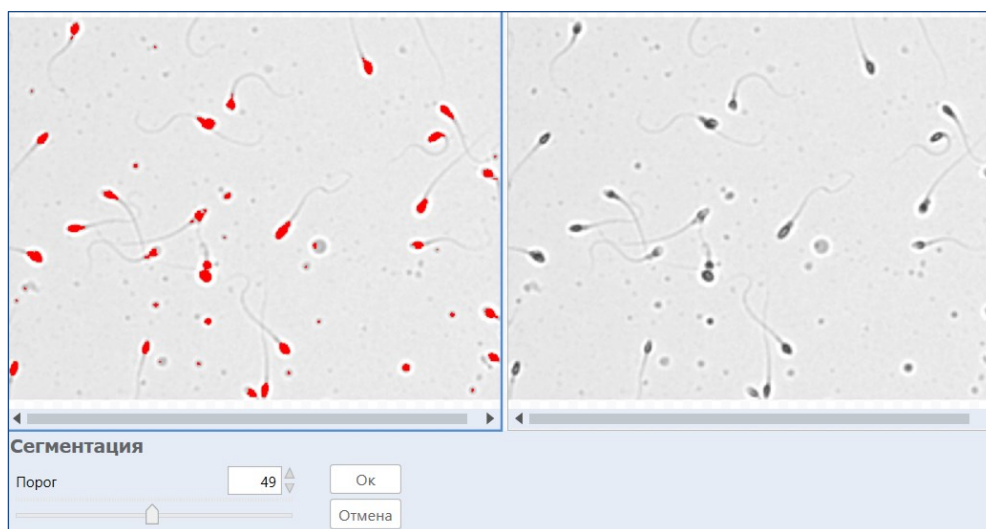 Сегментация
Порог
49
Ок
Отмена